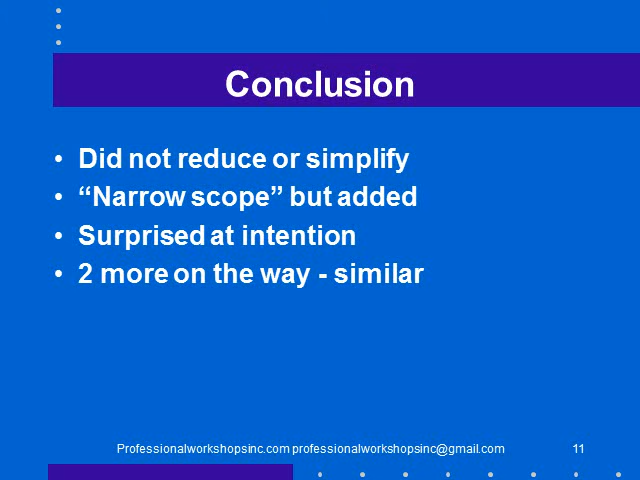 Conclusion
• Did not reduce or simplify
• “Narrow scope” but added
• Surprised at intention
• 2 more on the way - similar
Professionalworkshopsinc.com professionalworkshopsinc@gmail.com 11